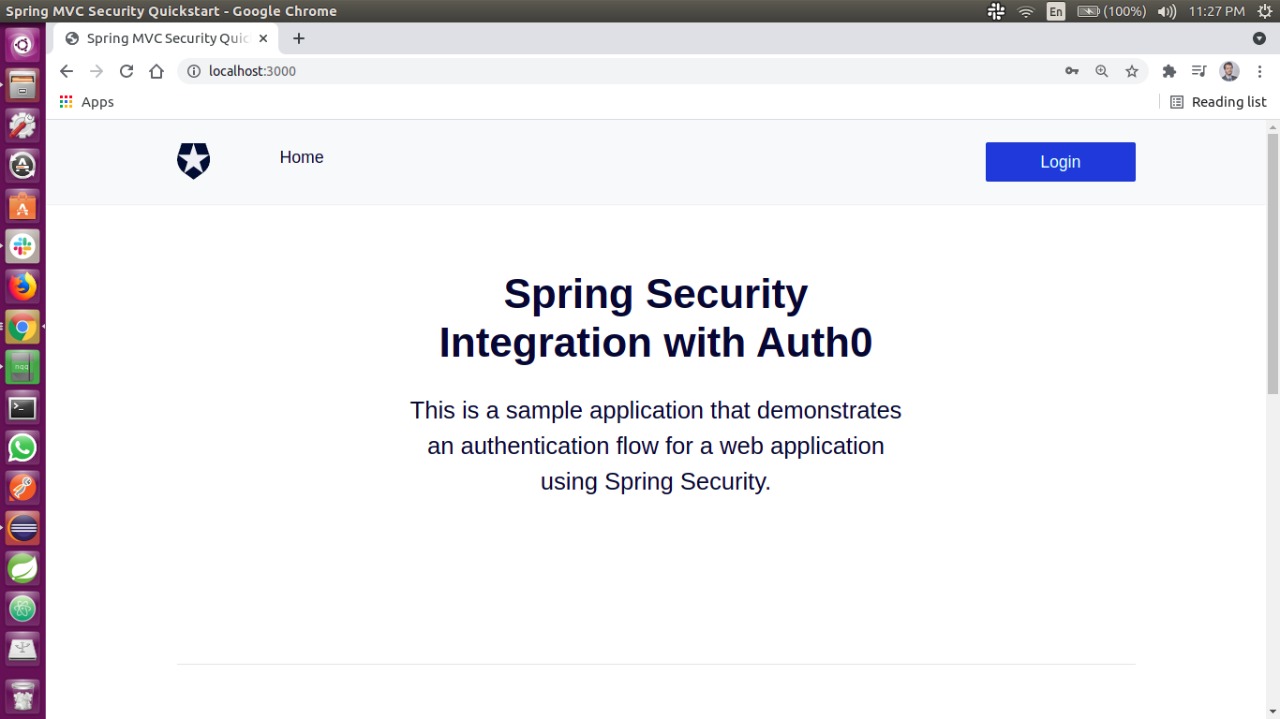 Spring MVC Security Quickstart - Google Chrome
En
(100%)
11:27 PM
Spring MVC Security Quic
localhost:3000
Apps
Reading list
Home
Login
Spring Security
Integration with Auth0
This is a sample application that demonstrates
an authentication flow for a web application
using Spring Security.
nqq